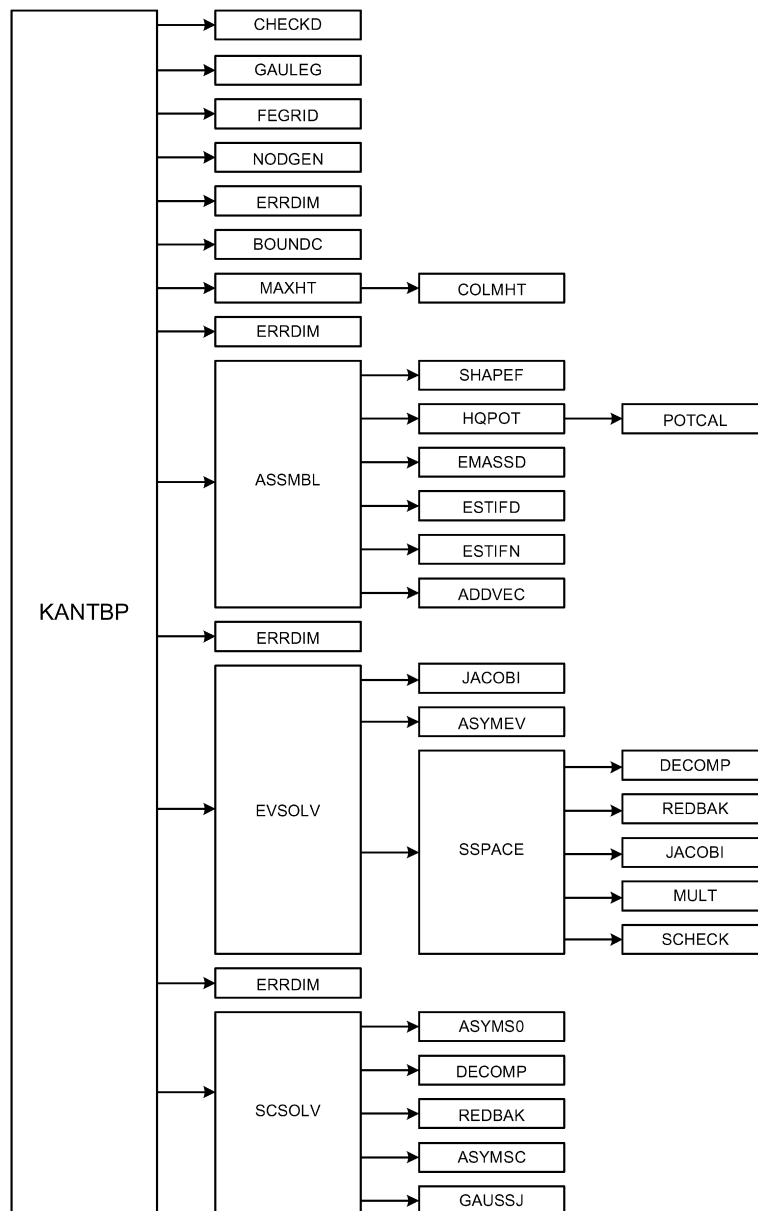 KANTBP
CHECKD
GAULEG
FEGRID
NODGEN
ERRDIM
BOUNDC
MAXHT
COLMHT
ERRDIM
ASSMBL
SHAPEF
HQPOT
POTCAL
EMASSD
ESTIFD
ESTIFN
ADDVEC
ERRDIM
EVSOLV
JACOBI
ASYMEV
SSPACE
DECOMP
REDBAK
JACOBI
MULT
SCHECK
ERRDIM
SCSOLV
ASYMS0
DECOMP
REDBAK
ASYMSC
GAUSSJ